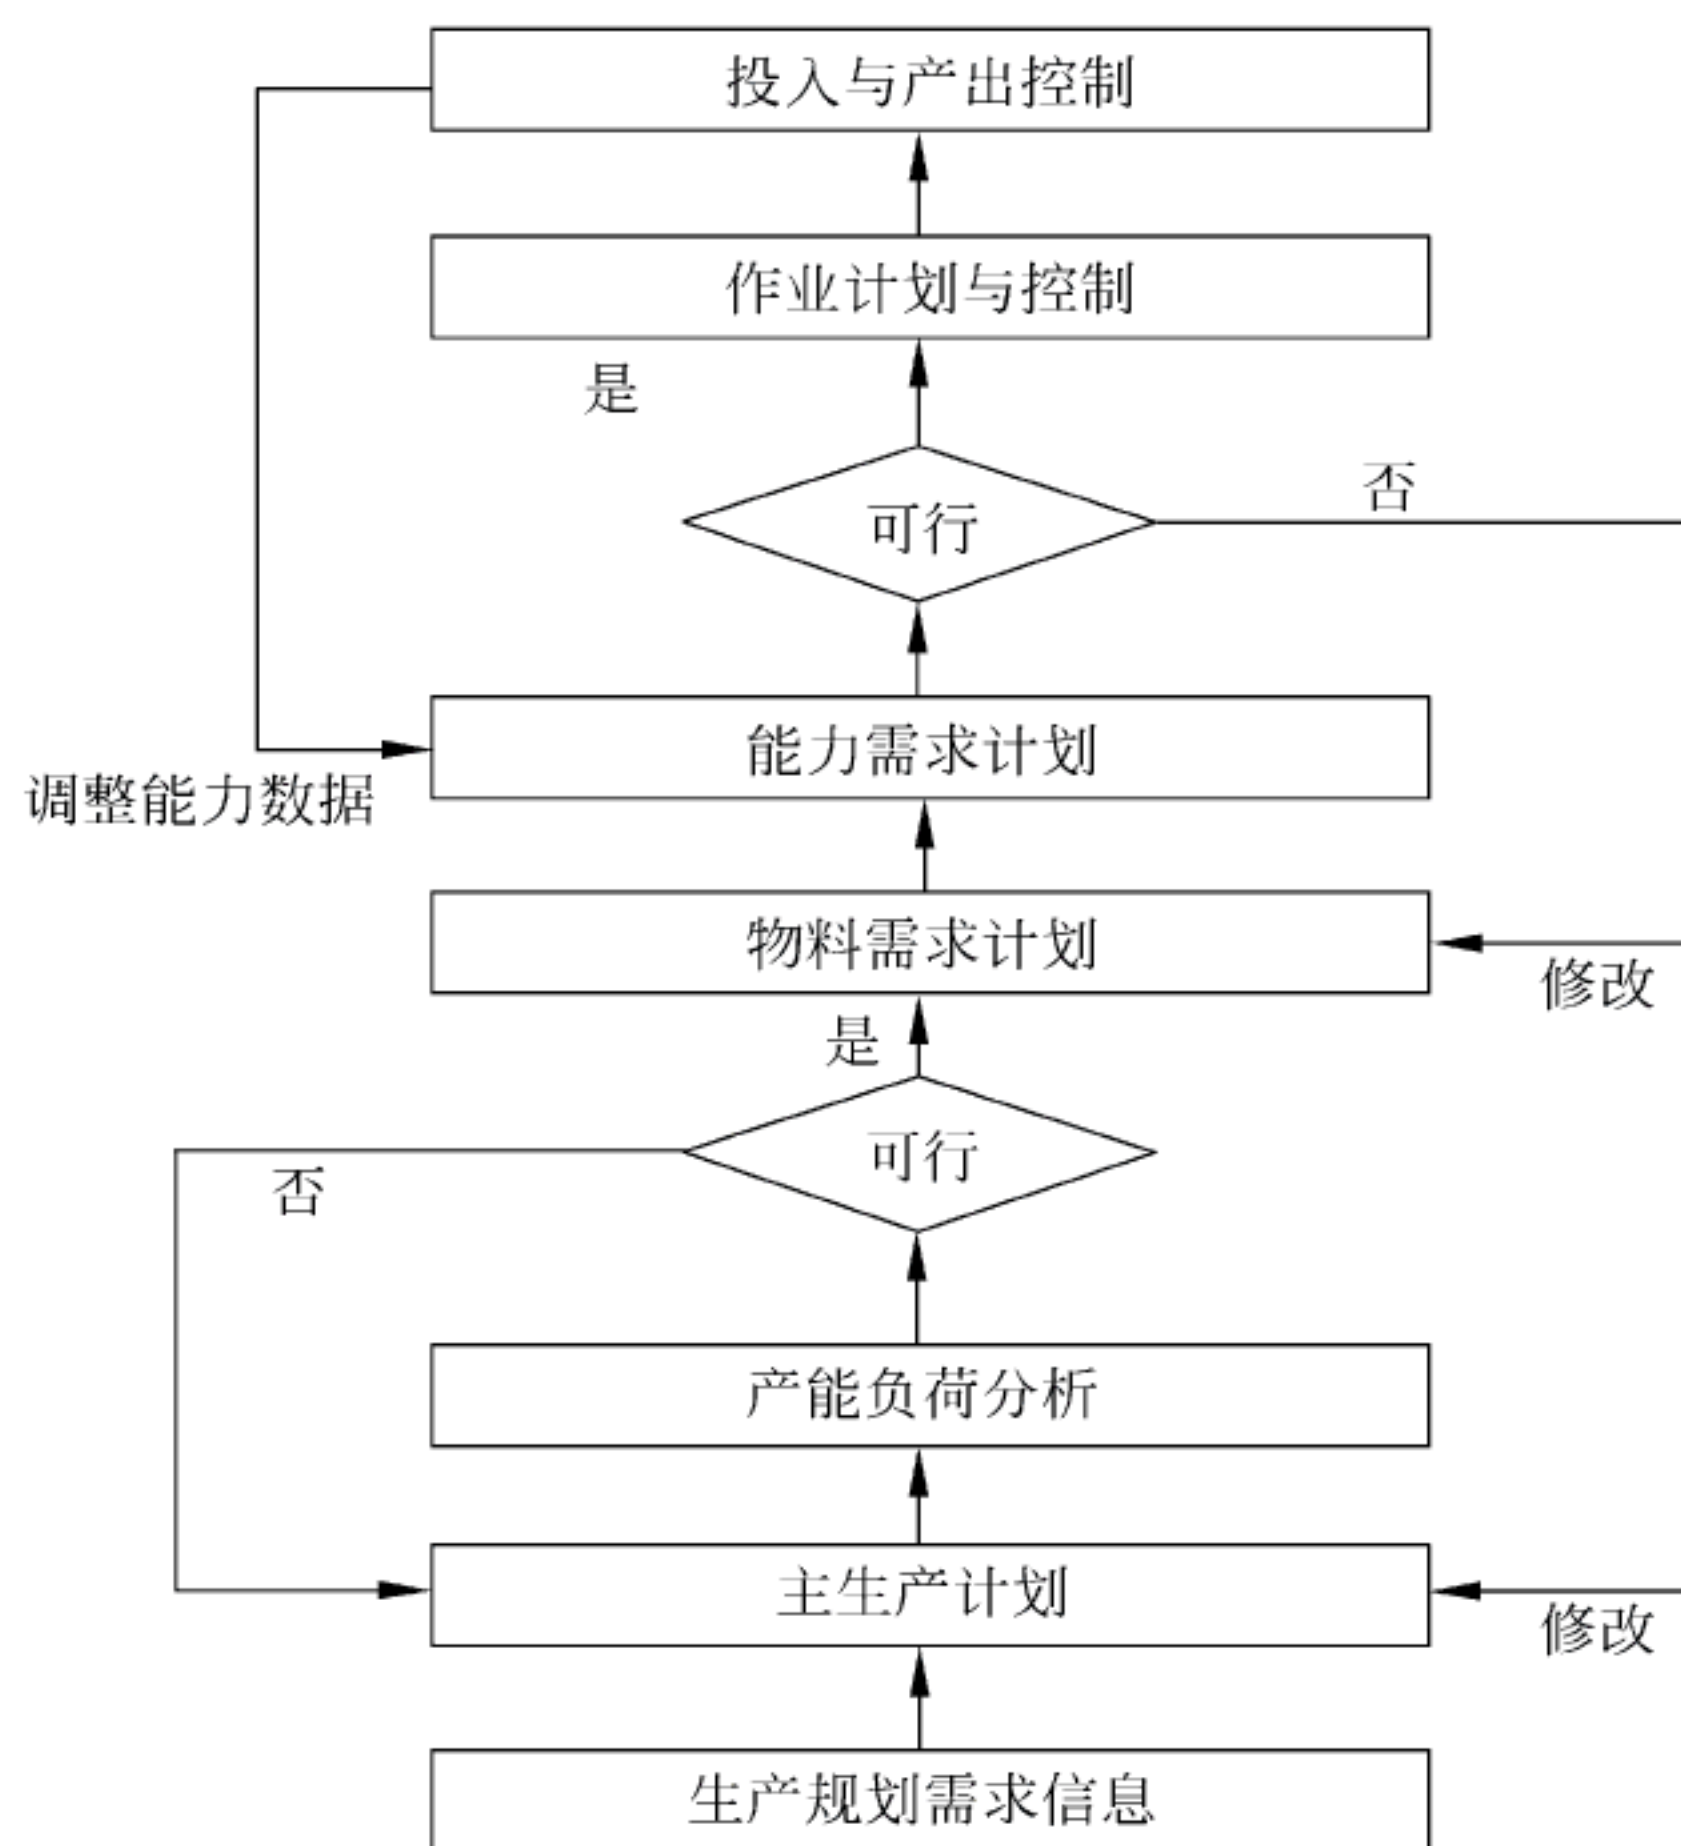 投入与产出控制
作业计划与控制
是
否
可行
能力需求计划
调整能力数据
物料需求计划
修改
是
可行
否
产能负荷分析
主生产计划
修改
生产规划需求信息